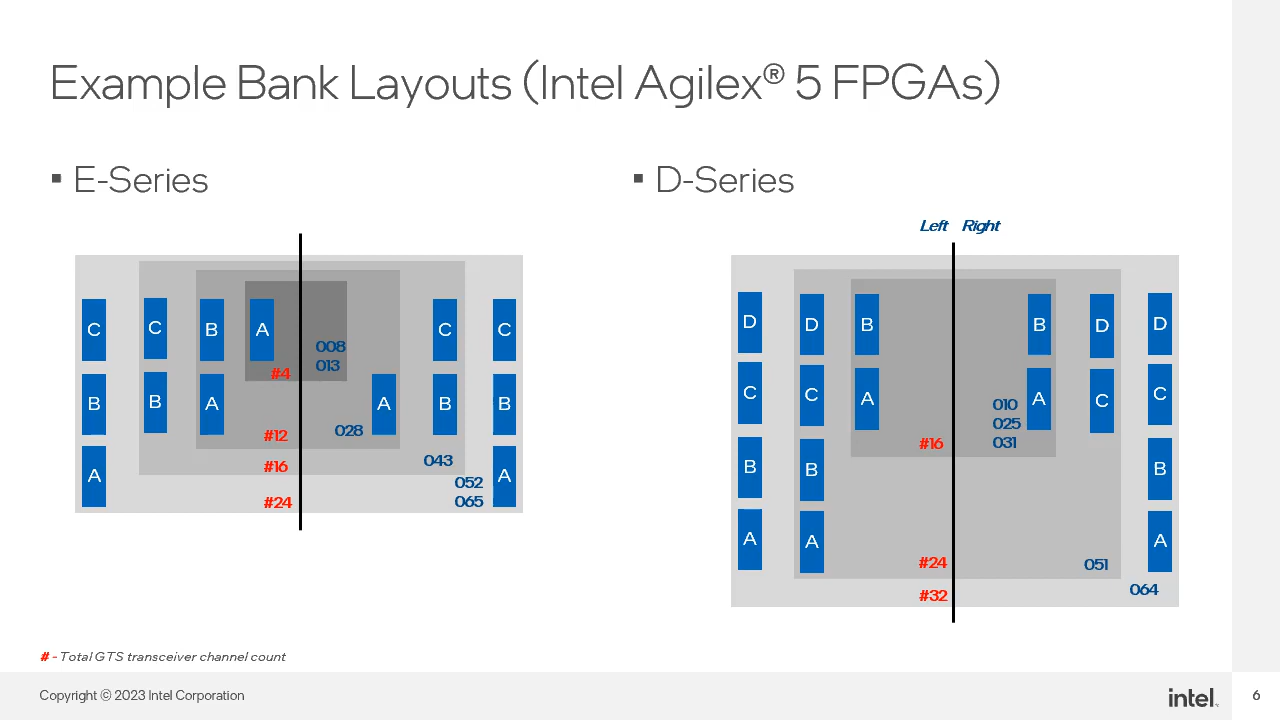 Example Bank Layouts (Intel Agilex® 5 FPGAs)
▪ E-Series
C C B A C C
008
013
#4
B B A A B B
028
#12
043
#16
A A
052
065
#24
▪ D-Series
Left Right
D D B B D D
C C A A C C
010
025
031
#16
B B B
A A A
#24
051
064
#32
# - Total GTS transceiver channel count
Copyright © 2023 Intel Corporation
intel
6